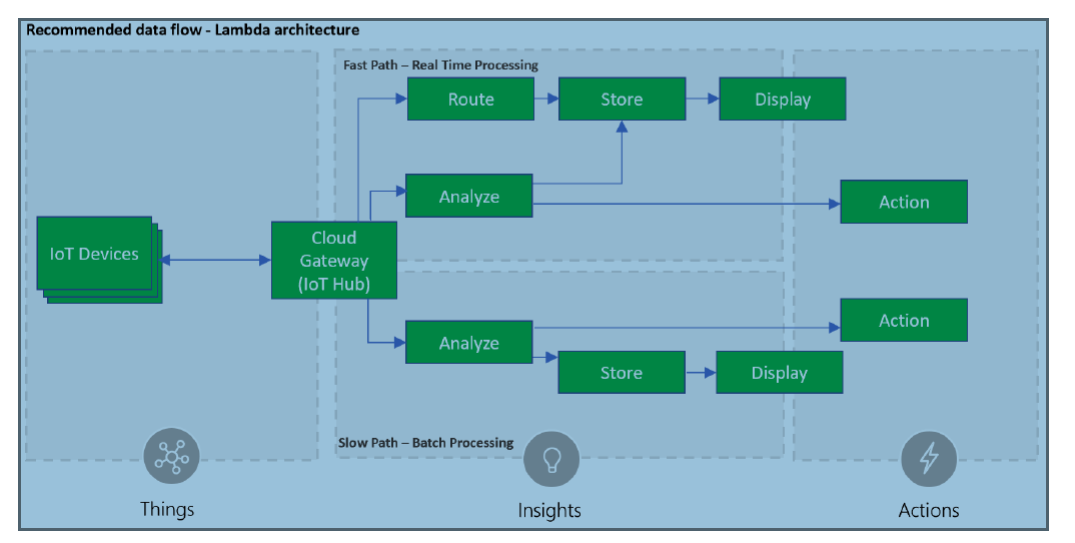 Recommended data flow - Lambda architecture
Fast Path – Real Time Processing
Route
Store
Display
Analyze
Action
IoT Devices
Cloud
Gateway
(IoT Hub)
Analyze
Action
Store
Display
Slow Path – Batch Processing
Things
Insights
Actions